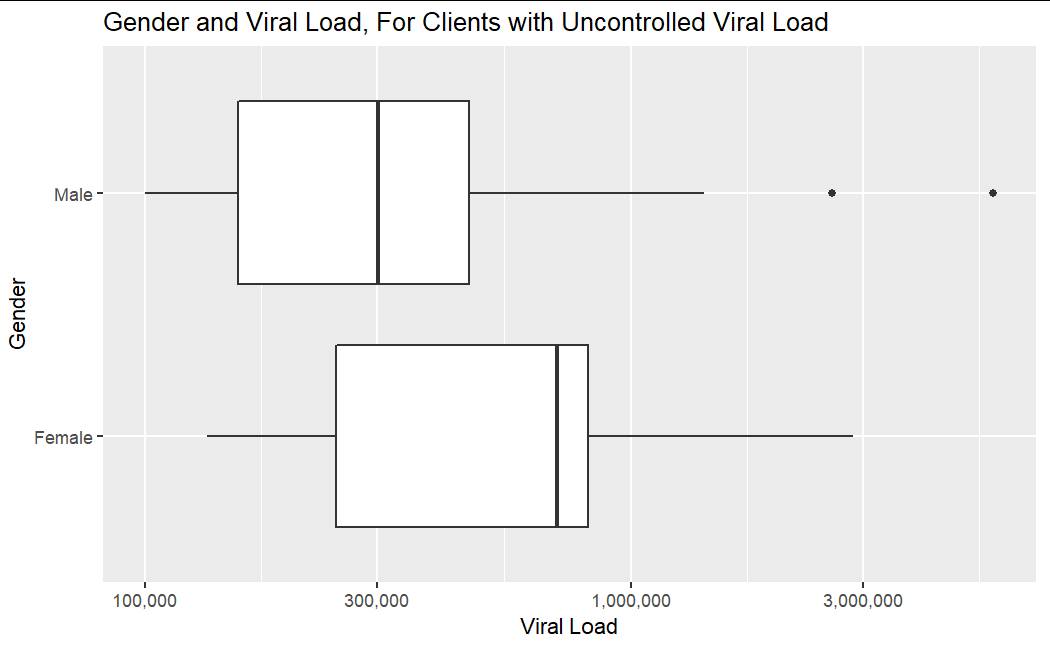 Gender and Viral Load, For Clients with Uncontrolled Viral Load
Gender
Male
Female
100,000
300,000
1,000,000
3,000,000
Viral Load